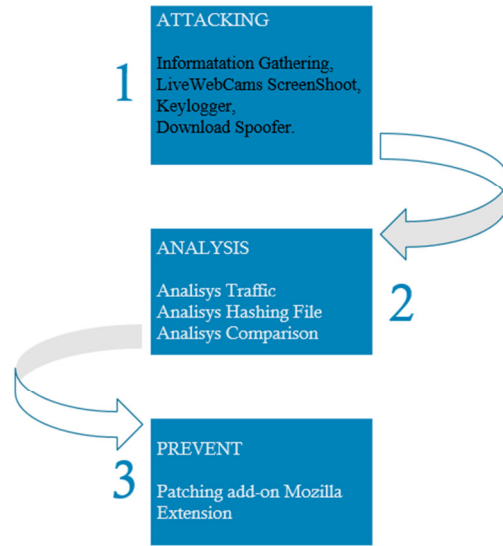 1
ATTACKING
Informatation Gathering,
LiveWebCams ScreenShoot,
Keylogger,
Download Spoofer.
ANALYSIS
Analisys Traffic
Analisys Hashing File
Analisys Comparison
2
3
PREVENT
Patching add-on Mozilla
Extension